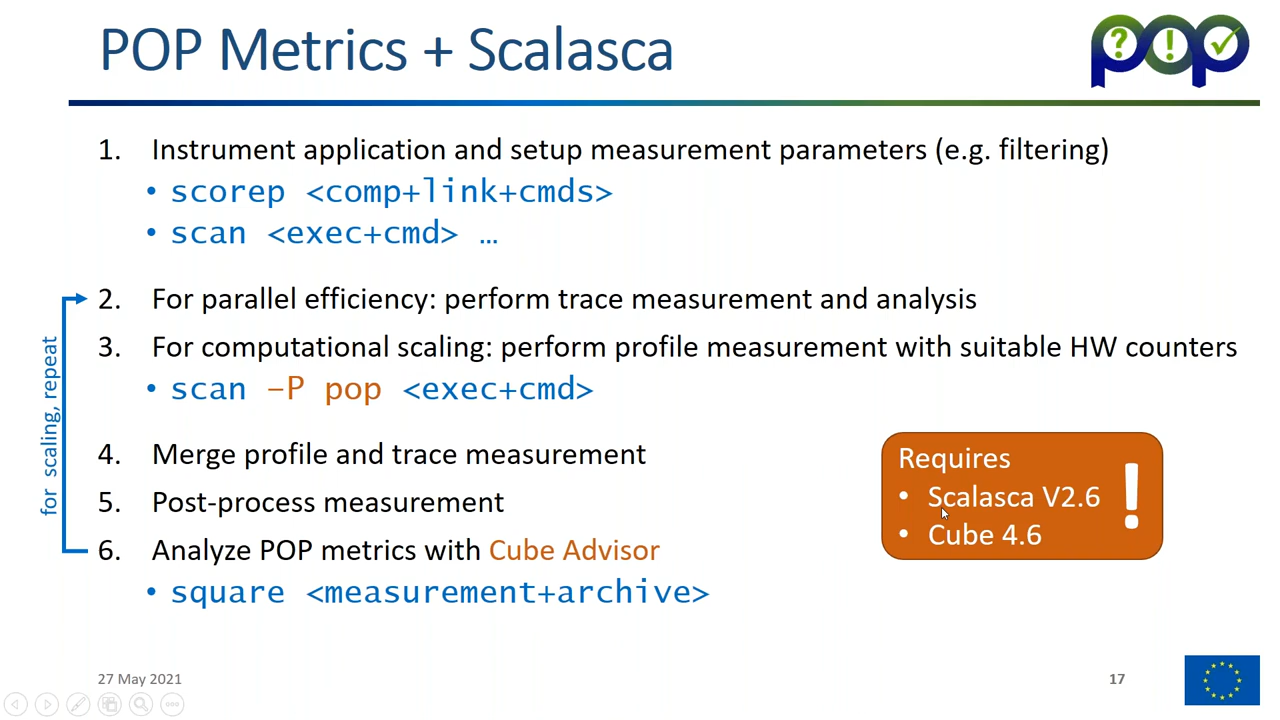 POP Metrics + Scalasca
pop
1. Instrument application and setup measurement parameters (e.g. filtering)
• scorep <comp+link+cmds>
• scan <exec+cmd> …
2. For parallel efficiency: perform trace measurement and analysis
3. For computational scaling: perform profile measurement with suitable HW counters
• scan –P pop <exec+cmd>
for scaling, repeat
4. Merge profile and trace measurement
5. Post-process measurement
6. Analyze POP metrics with Cube Advisor
• square <measurement+archive>
Requires
• Scalasca V2.6
• Cube 4.6
!
27 May 2021
17